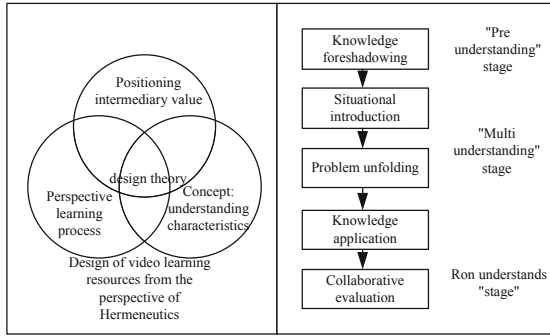 Positioning
intermediary value
design theory
Perspective
learning
process
Concept:
understanding
characteristics
Design of video learning
resources from the
perspective of
Hermeneutics
Knowledge
foreshadowing
Situational
introduction
Problem unfolding
Knowledge
application
Collaborative
evaluation
"Pre
understanding"
stage
"Multi
understanding"
stage
Ron understands
"stage"